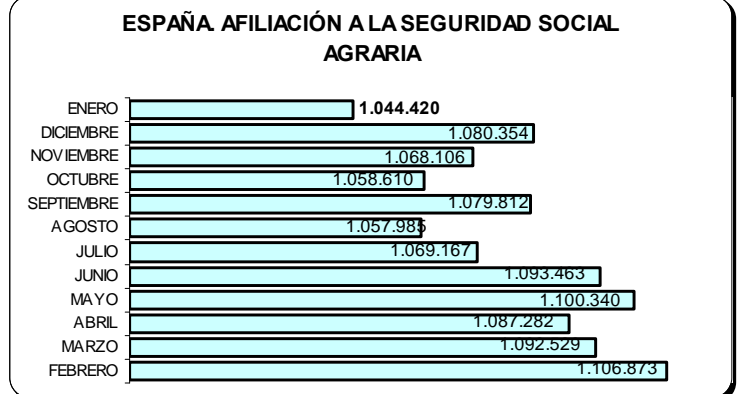 ESPAÑA. AFILIACIÓN A LA SEGURIDAD SOCIAL
AGRARIA
ENERO 1.044.420
DICIEMBRE 1.080.354
NOVIEMBRE 1.068.106
OCTUBRE 1.058.610
SEPTIEMBRE 1.079.812
AGOSTO 1.057.985
JULIO 1.069.167
JUNIO 1.093.463
MAYO 1.100.340
ABRIL 1.087.282
MARZO 1.092.529
FEBRERO 1.106.873